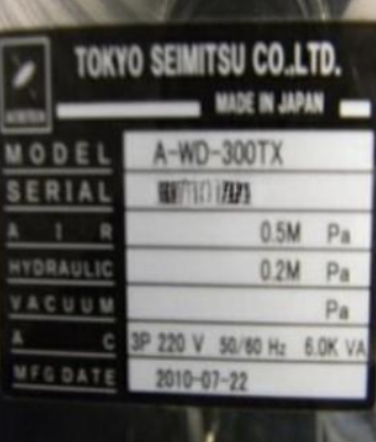 TOKYO SEIMITSU CO.,LTD.
MADE IN JAPAN
MODEL A-WD-300TX
SERIAL
AIR 0.5M Pa
HYDRAULIC 0.2M Pa
VACUUM Pa
AC 3P 220 V 50/60 Hz 6.0K VA
MFG DATE 2010-07-22